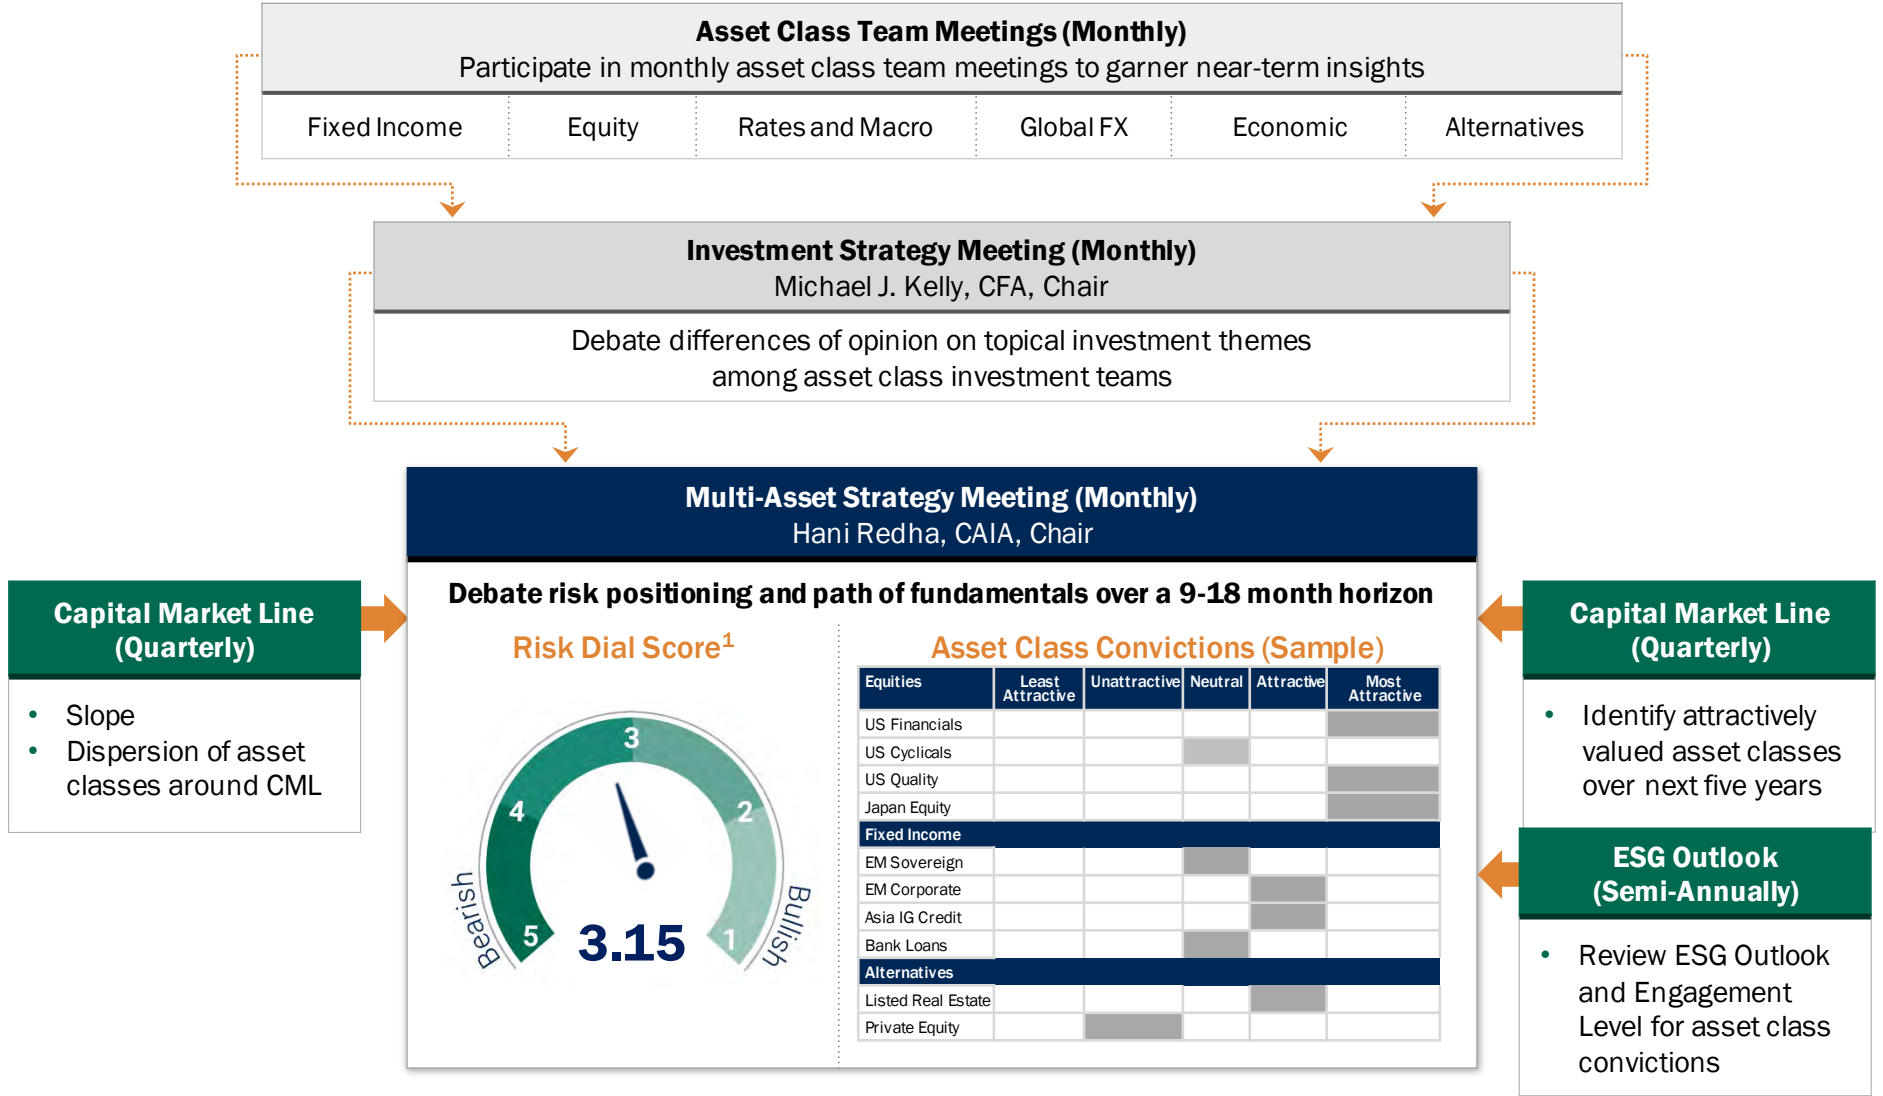 Asset Class Team Meetings (Monthly)
Participate in monthly asset class team meetings to garner near-term insights
Fixed Income
Equity
Rates and Macro
Global FX
Economic
Alternatives
Investment Strategy Meeting (Monthly)
Michael J. Kelly, CFA, Chair
Debate differences of opinion on topical investment themes
among asset class investment teams
Multi-Asset Strategy Meeting (Monthly)
Hani Redha, CAIA, Chair
Debate risk positioning and path of fundamentals over a 9-18 month horizon
Capital Market Line
(Quarterly)
• Slope
• Dispersion of asset
classes around CML
Risk Dial Score1
5
4
3
2
1
Bearish
Bullish
3.15
Asset Class Convictions (Sample)
Equities
Least
Attractive
Unattractive
Neutral
Attractive
Most
Attractive
US Financials
US Cyclicals
US Quality
Japan Equity
Fixed Income
EM Sovereign
EM Corporate
Asia IG Credit
Bank Loans
Alternatives
Listed Real Estate
Private Equity
Capital Market Line
(Quarterly)
• Identify attractively
valued asset classes
over next five years
ESG Outlook
(Semi-Annually)
• Review ESG Outlook
and Engagement
Level for asset class
convictions